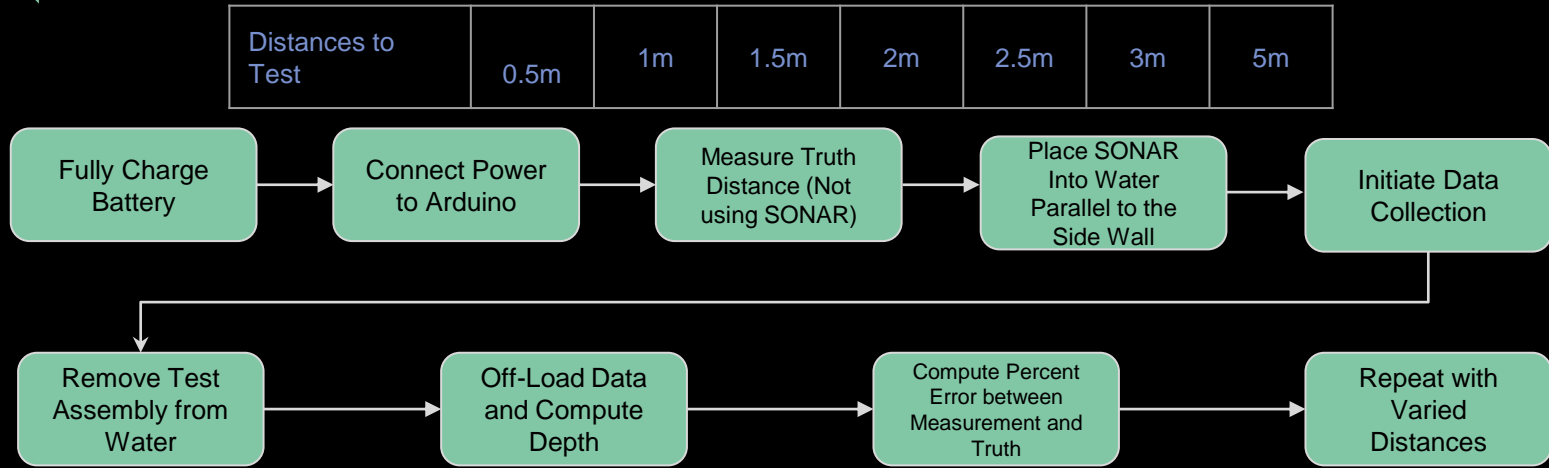 Distances to
Test
0.5m
1m
1.5m
2m
2.5m
3m
5m
Fully Charge
Battery
Connect Power
to Arduino
Measure Truth
Distance (Not
using SONAR)
Place SONAR
Into Water
Parallel to the
Side Wall
Initiate Data
Collection
Remove Test
Assembly from
Water
Off-Load Data
and Compute
Depth
Compute Percent
Error between
Measurement and
Truth
Repeat with
Varied
Distances